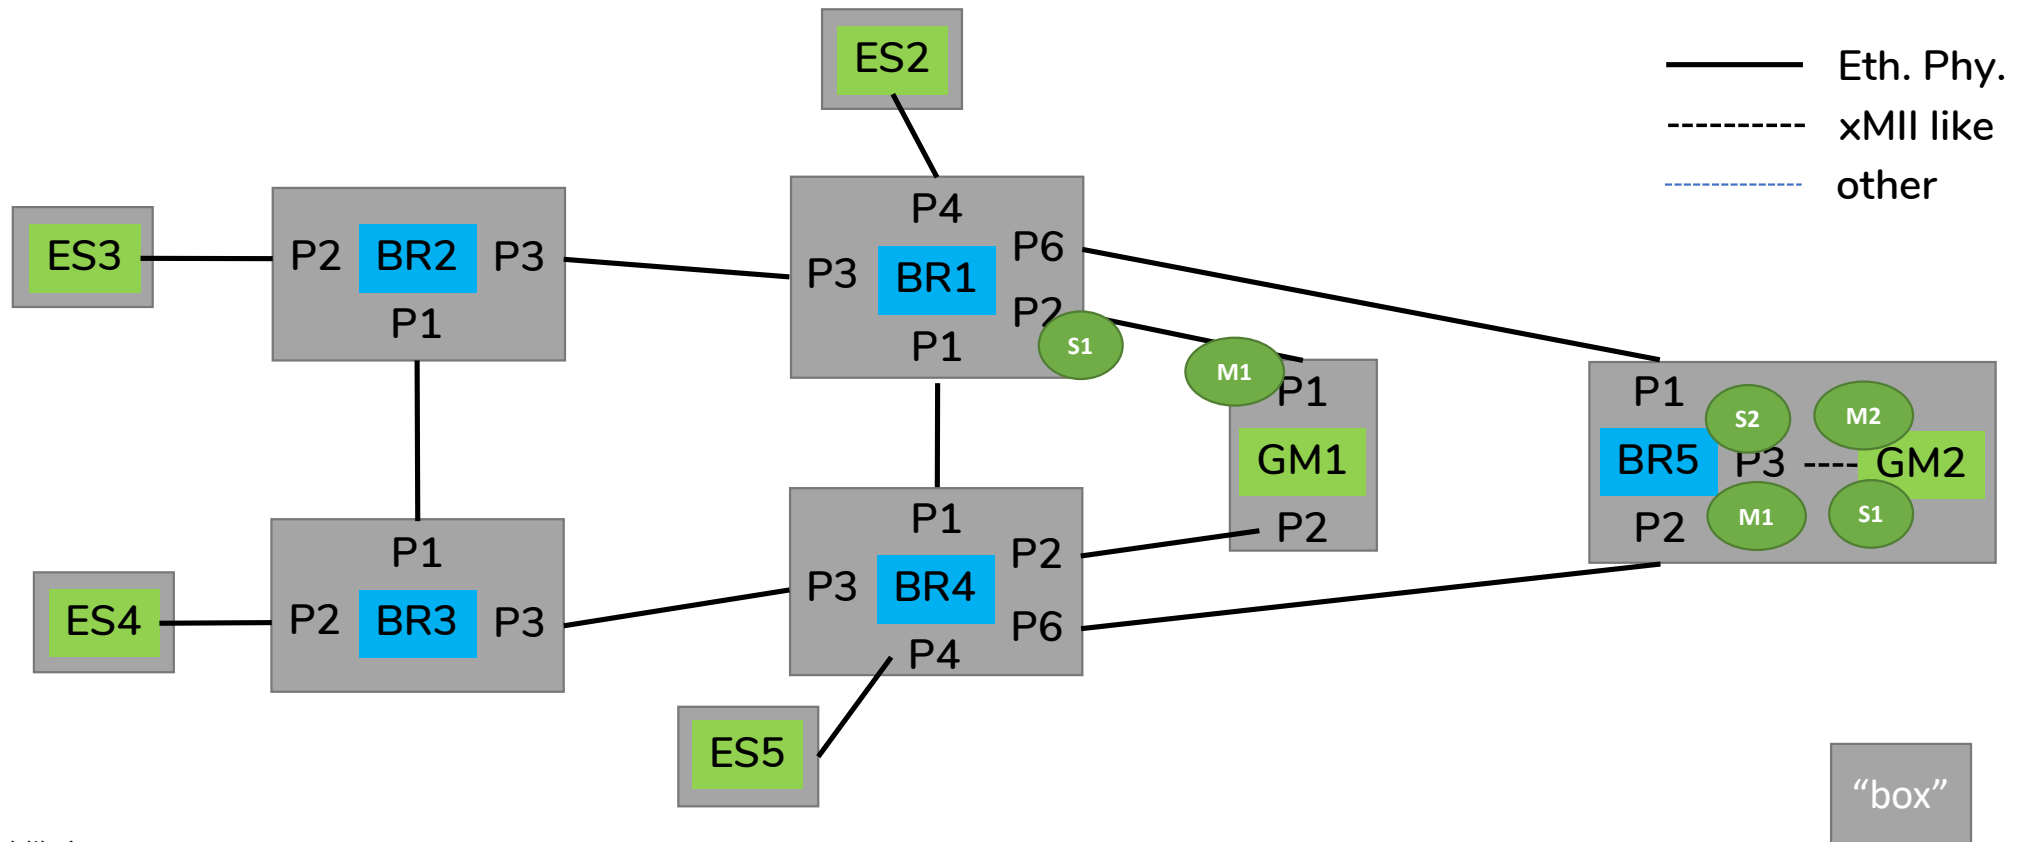 ES2
Eth. Phy.
xMII like
other
ES3
P2 BR2 P3
P1
P4
P3 BR1 P6
P2
P1
S1
M1
P1
GM1
P2
P1
S2
M2
BR5 P3 ---- GM2
M1
S1
P2
ES4
P1
P2 BR3 P3
P1
P2
P3 BR4
P6
P4
ES5
“box”